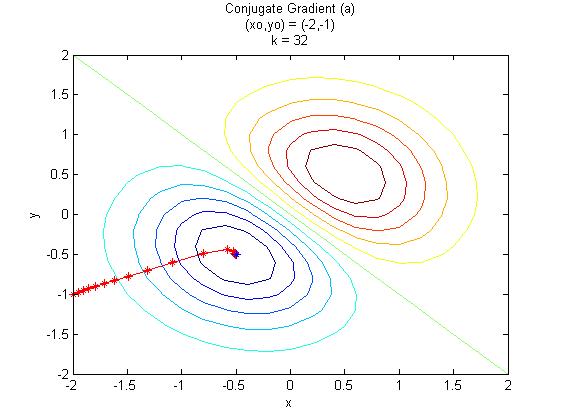 Conjugate Gradient (a)
(xo,yo) = (-2,-1)
k = 32
2
1.5
1
0.5
0
-0.5
-1
-1.5
-2
y
-2 -1.5 -1 -0.5 0 0.5 1 1.5 2
x